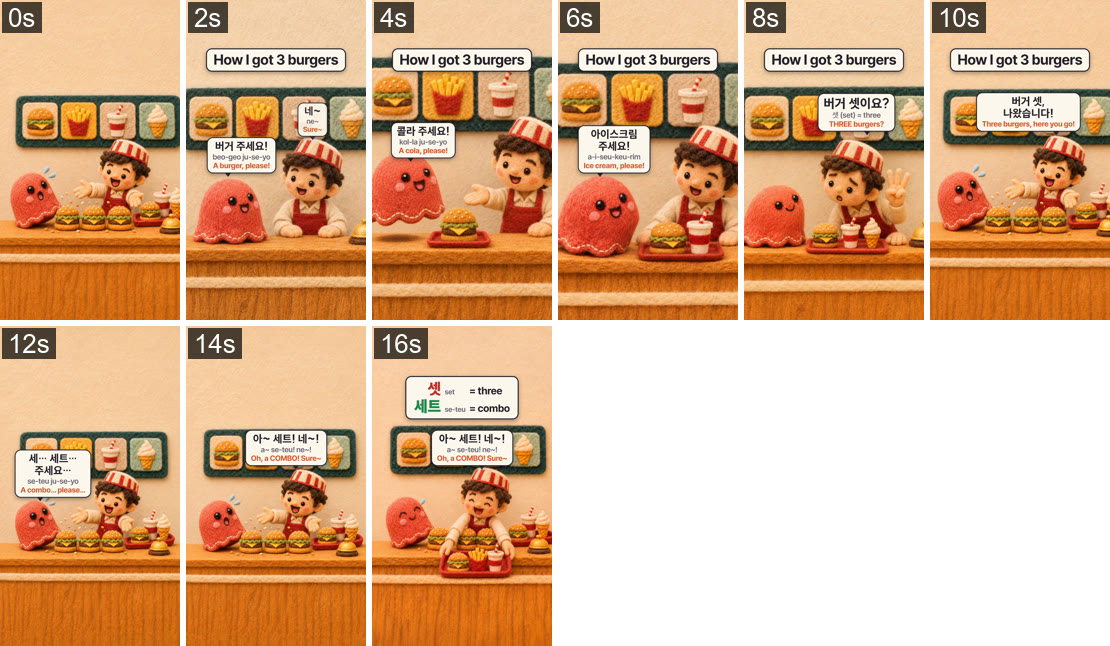 0s
2s
How I got 3 burgers
네~
ne~
Sure~
버거 주세요!
beo-geo ju-se-yo
A burger, please!
4s
How I got 3 burgers
콜라 주세요!
kol-la ju-se-yo
A cola, please!
6s
How I got 3 burgers
아이스크림
주세요!
a-i-seu-keu-rim
Ice cream, please!
8s
How I got 3 burgers
버거 셋이요?
셋 (set) = three
THREE burgers?
10s
How I got 3 burgers
버거 셋,
나왔습니다!
Three burgers, here you go!
12s
세… 세트…
주세요…
se-teu ju-se-yo
A combo... please...
14s
아~ 세트! 네~!
a~ se-teu! ne~!
Oh, a COMBO! Sure~
16s
셋 set = three
세트 se-teu = combo
아~ 세트! 네~!
a~ se-teu! ne~!
Oh, a COMBO! Sure~